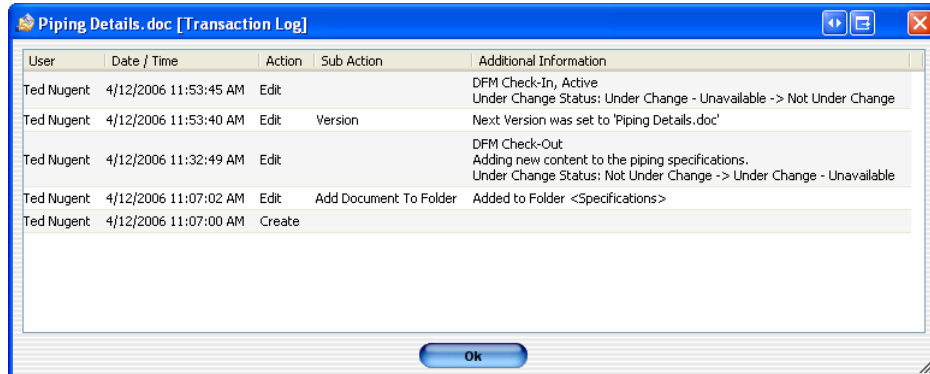 Piping Details.doc [Transaction Log]
User Date / Time Action Sub Action Additional Information
Ted Nugent 4/12/2006 11:53:45 AM Edit DFM Check-In, Active
Under Change Status: Under Change - Unavailable -> Not Under Change
Ted Nugent 4/12/2006 11:53:40 AM Edit Version Next Version was set to 'Piping Details.doc'
Ted Nugent 4/12/2006 11:32:49 AM Edit DFM Check-Out
Adding new content to the piping specifications.
Under Change Status: Not Under Change -> Under Change - Unavailable
Ted Nugent 4/12/2006 11:07:02 AM Edit Add Document To Folder Added to Folder <Specifications>
Ted Nugent 4/12/2006 11:07:00 AM Create
Ok